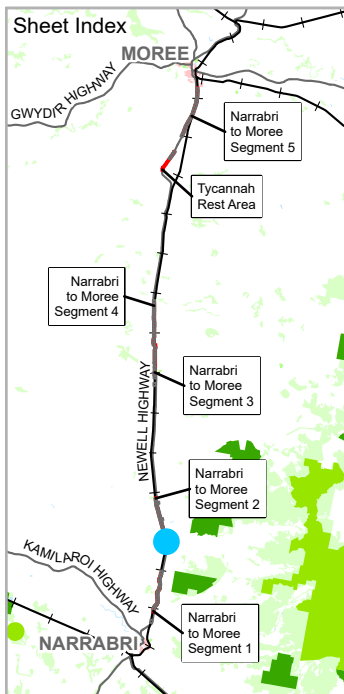 Sheet Index
MOREE
GWYDIR HIGHWAY
Narrabri
to Moree
Segment 5
Tycannah
Rest Area
Narrabri
to Moree
Segment 4
Narrabri
to Moree
Segment 3
NEWELL HIGHWAY
Narrabri
to Moree
Segment 2
KAMILAROI HIGHWAY
Narrabri
to Moree
Segment 1
NARRABRI